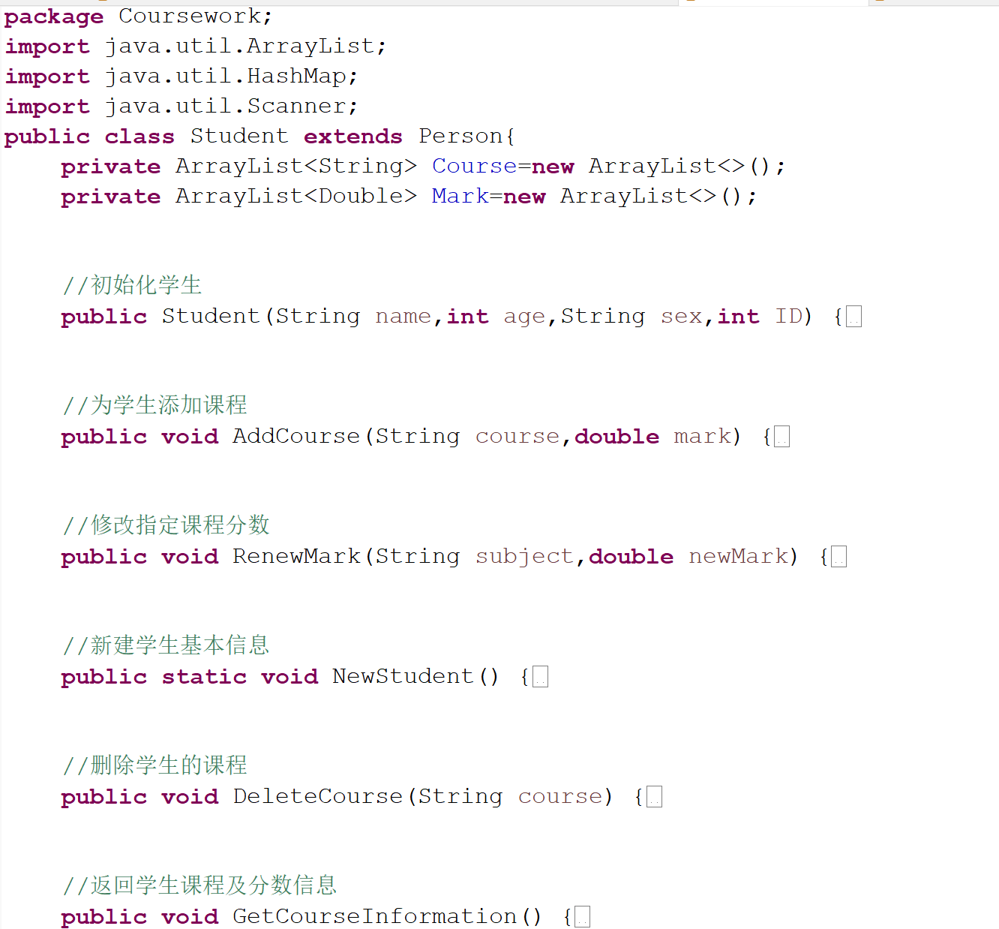 package Coursework;
import java.util.ArrayList;
import java.util.HashMap;
import java.util.Scanner;
public class Student extends Person{
    private ArrayList<String> Course=new ArrayList<>();
    private ArrayList<Double> Mark=new ArrayList<>();
    //初始化学生
    public Student(String name,int age,String sex,int ID) {
    //为学生添加课程
    public void AddCourse(String course,double mark) {
    //修改指定课程分数
    public void RenewMark(String subject,double newMark) {
    //新建学生基本信息
    public static void NewStudent() {
    //删除学生的课程
    public void DeleteCourse(String course) {
    //返回学生课程及分数信息
    public void GetCourseInformation() {